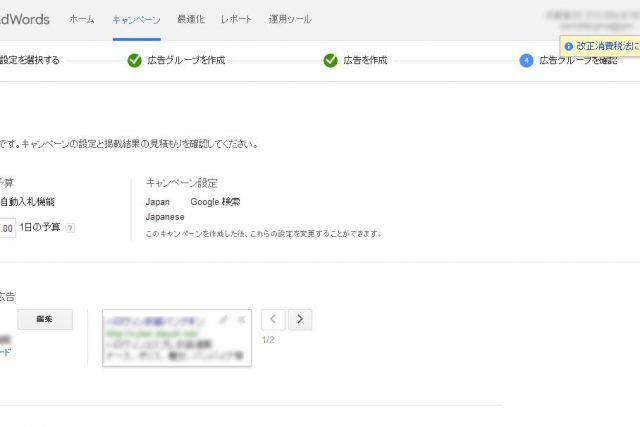 AdWords ホーム キャンペーン 最適化 レポート 運用ツール
改正消費税法に
設定を選択する 広告グループを作成 広告を作成 4 広告グループを確認
です。キャンペーンの設定と掲載結果の見積もりを確認してください。
予算 キャンペーン設定
自動入札機能 Japan Google 検索
.00 1日の予算 ? Japanese
このキャンペーンを作成した後、これらの設定を変更することができます。
広告
編集
1/2
ード